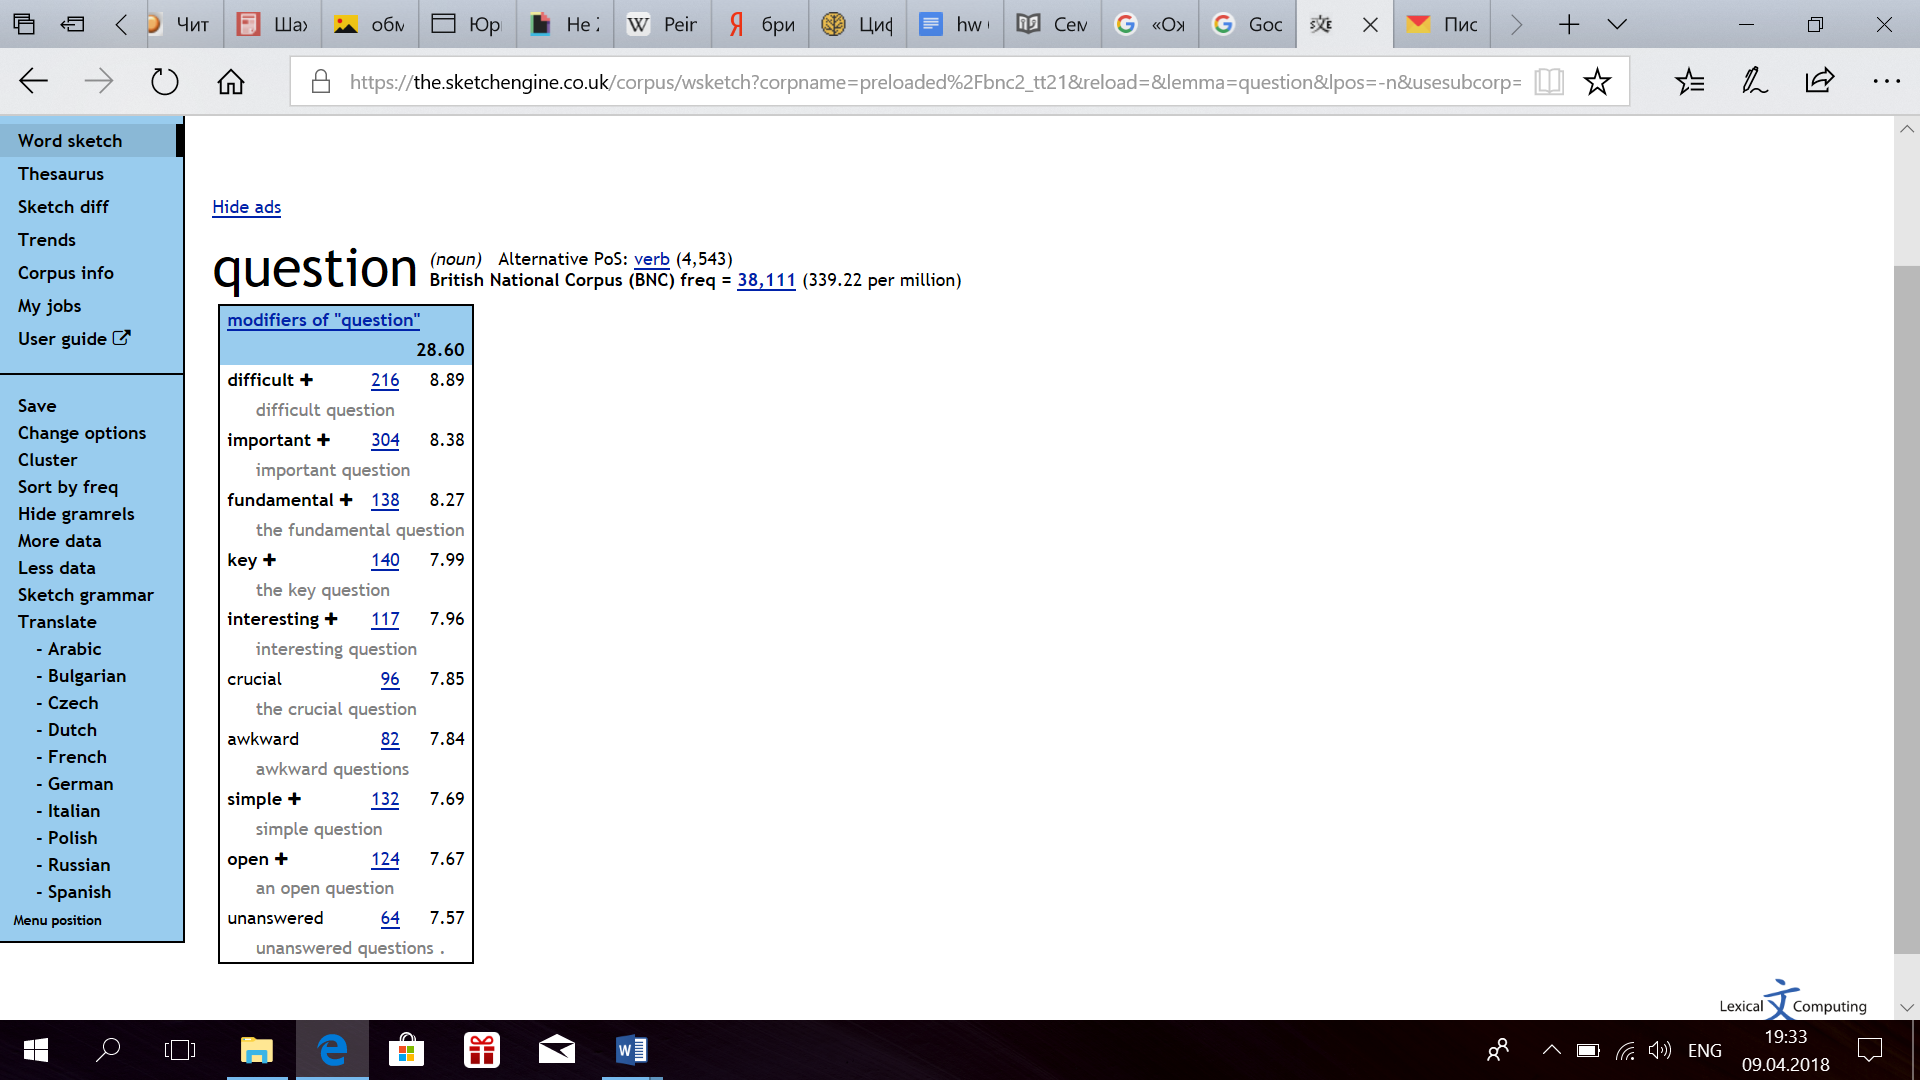 Чит
Шах
обм
Юр
Не
Peir
бри
Циф
hw
Сем
«Ож
Goc
Пис
https://the.sketchengine.co.uk/corpus/wsketch?corpname=preloaded%2Fbnc2_tt21&reload=&lemma=question&lpos=-n&usesubcorp=
Word sketch
Thesaurus
Sketch diff
Trends
Corpus info
My jobs
User guide
Save
Change options
Cluster
Sort by freq
Hide gramrels
More data
Less data
Sketch grammar
Translate
- Arabic
- Bulgarian
- Czech
- Dutch
- French
- German
- Italian
- Polish
- Russian
- Spanish
Menu position
Hide ads
question (noun) Alternative PoS: verb (4,543)
British National Corpus (BNC) freq = 38,111 (339.22 per million)
modifiers of "question"
28.60
difficult + 216 8.89
difficult question
important + 304 8.38
important question
fundamental + 138 8.27
the fundamental question
key + 140 7.99
the key question
interesting + 117 7.96
interesting question
crucial 96 7.85
the crucial question
awkward 82 7.84
awkward questions
simple + 132 7.69
simple question
open + 124 7.67
an open question
unanswered 64 7.57
unanswered questions .
Lexical 文 Computing
ENG
19:33
09.04.2018